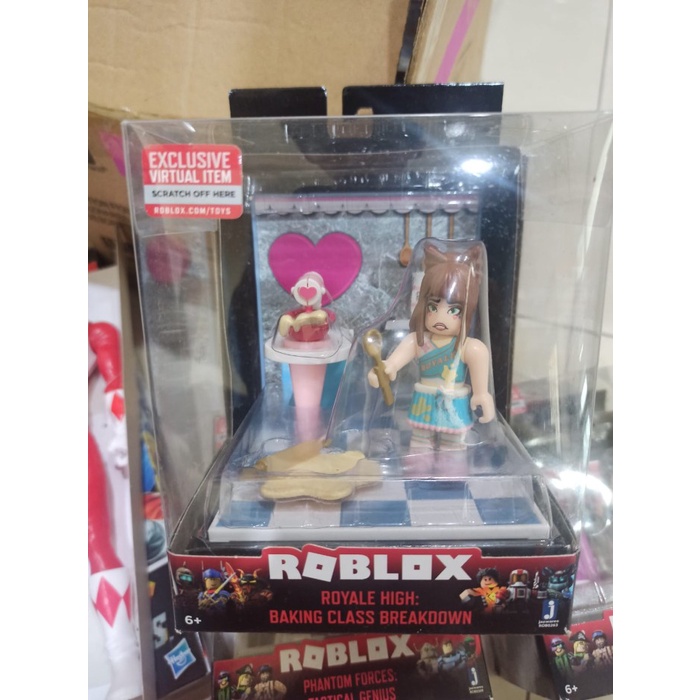 EXCLUSIVE
VIRTUAL ITEM
SCRATCH OFF HERE
ROBLOX.COM/TOYS
ROBLOX
ROYALE HIGH:
BAKING CLASS BREAKDOWN
6+
ROBLOX
PHANTOM FORCES:
TACTICAL GENIUS
6+